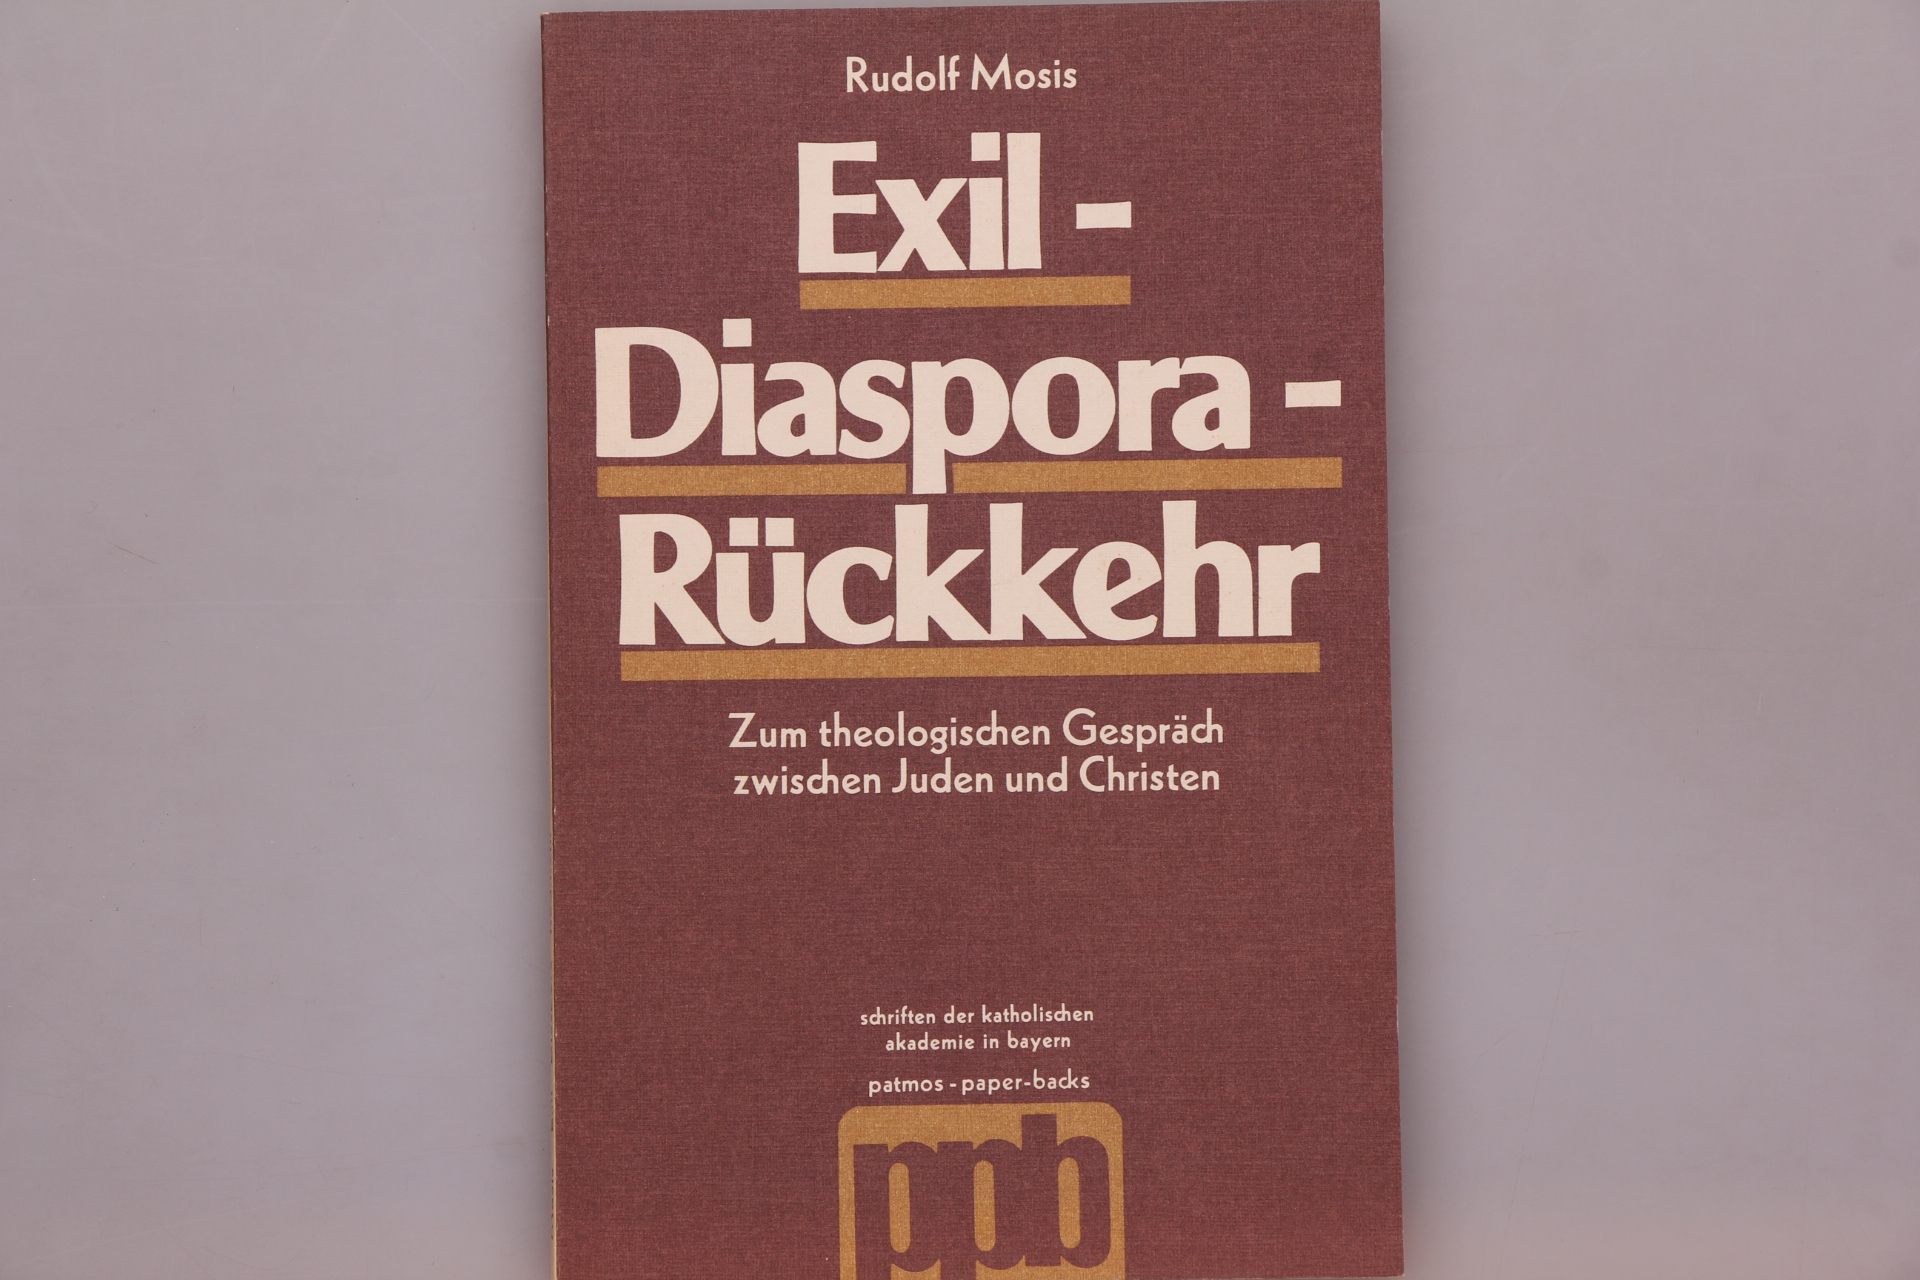 Rudolf Mosis
Exil -
Diaspora -
Rückkehr
Zum theologischen Gespräch
zwischen Juden und Christen
schriften der katholischen
akademie in bayern
patmos - paper-backs
ppb